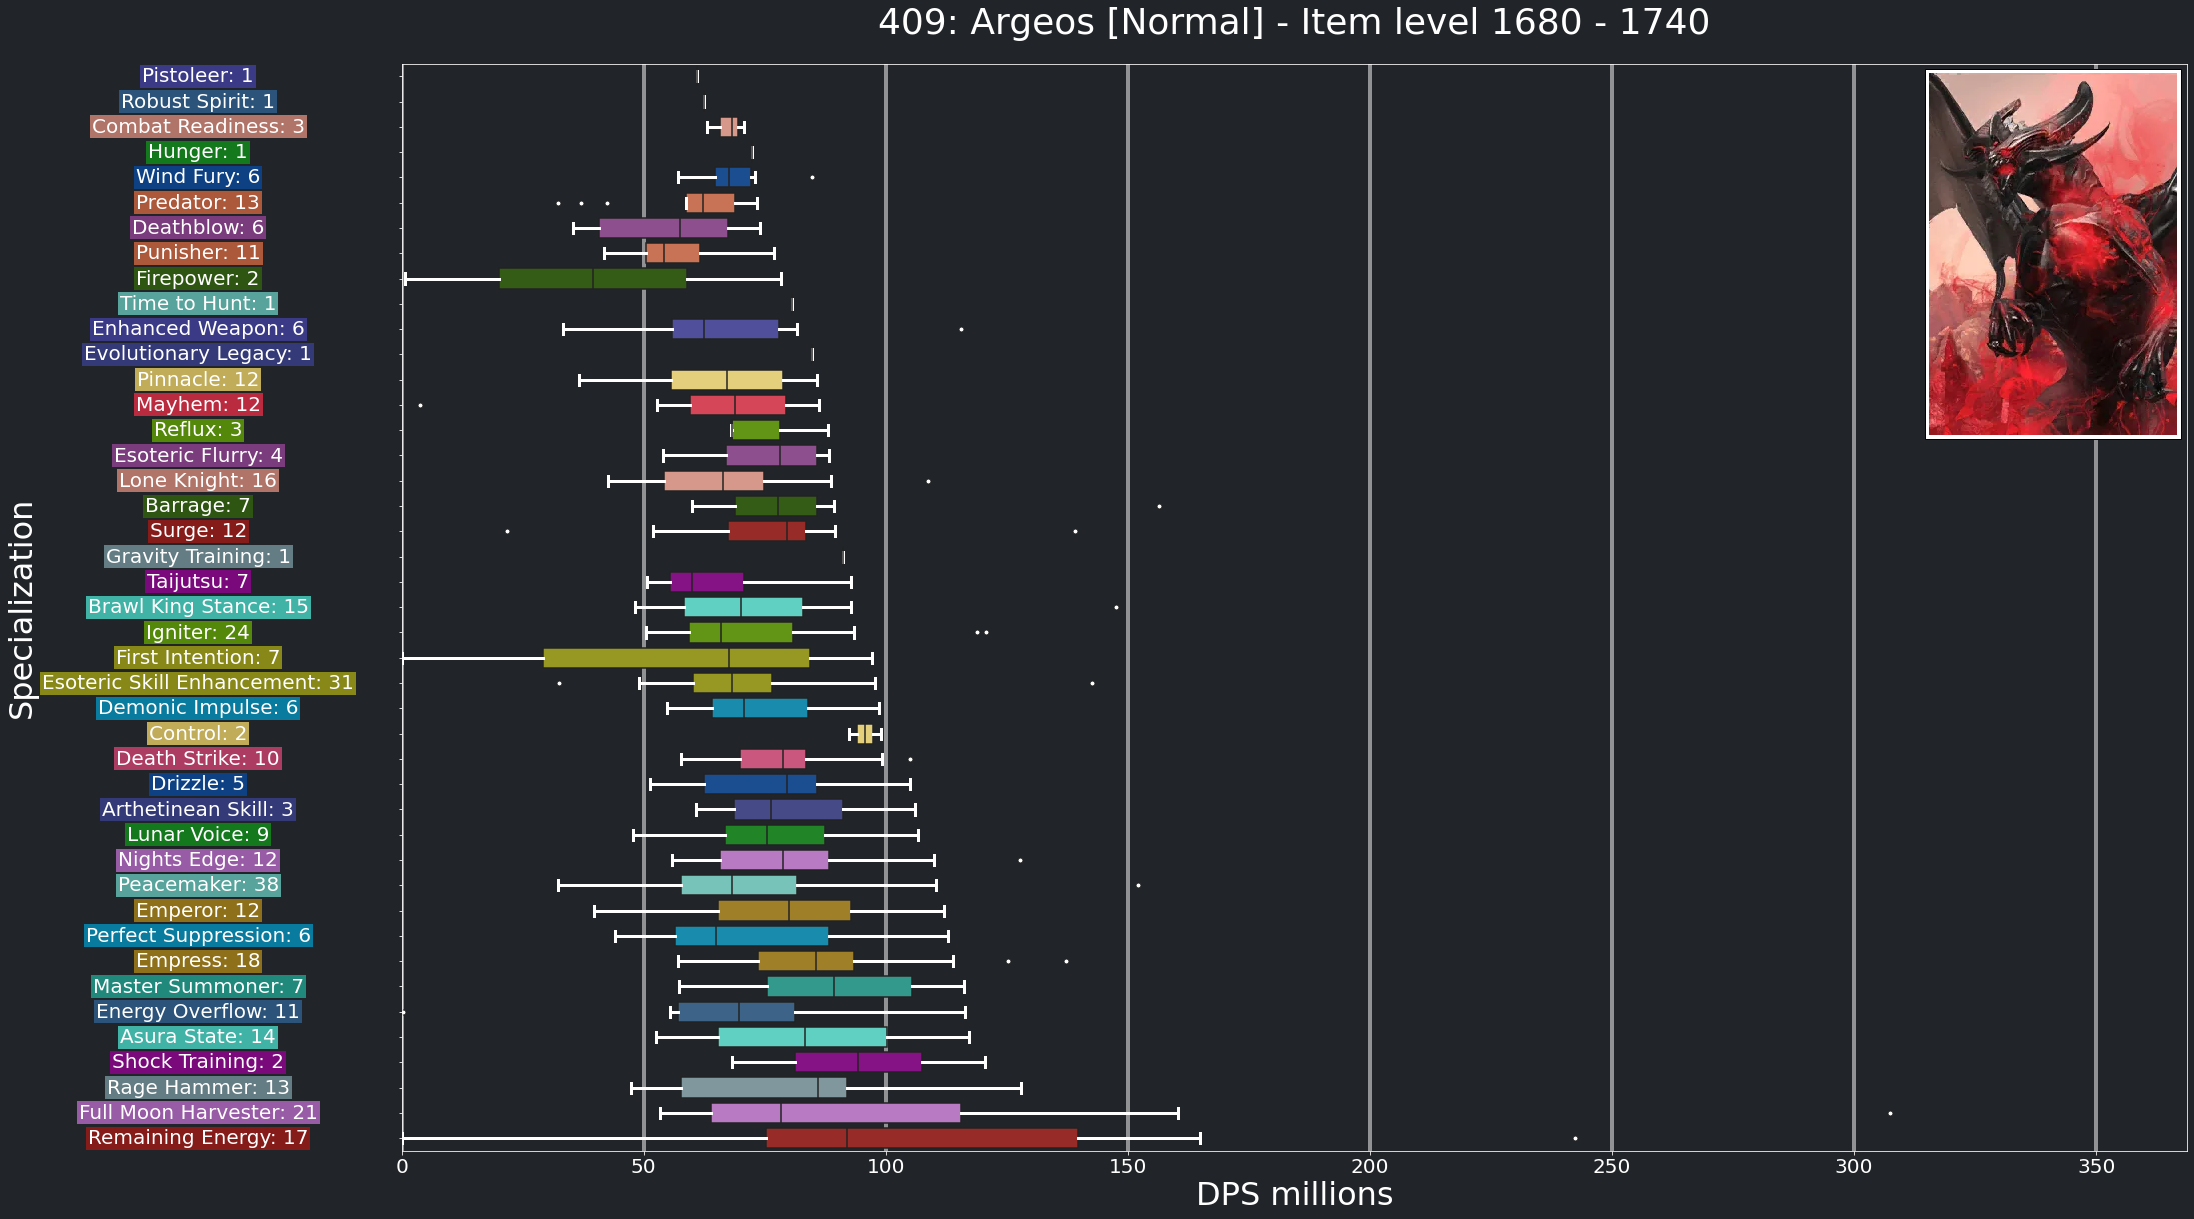 409: Argeos [Normal] - Item level 1680 - 1740
Specialization
Pistoleer: 1
Robust Spirit: 1
Combat Readiness: 3
Hunger: 1
Wind Fury: 6
Predator: 13
Deathblow: 6
Punisher: 11
Firepower: 2
Time to Hunt: 1
Enhanced Weapon: 6
Evolutionary Legacy: 1
Pinnacle: 12
Mayhem: 12
Reflux: 3
Esoteric Flurry: 4
Lone Knight: 16
Barrage: 7
Surge: 12
Gravity Training: 1
Taijutsu: 7
Brawl King Stance: 15
Igniter: 24
First Intention: 7
Esoteric Skill Enhancement: 31
Demonic Impulse: 6
Control: 2
Death Strike: 10
Drizzle: 5
Arthetinean Skill: 3
Lunar Voice: 9
Nights Edge: 12
Peacemaker: 38
Emperor: 12
Perfect Suppression: 6
Empress: 18
Master Summoner: 7
Energy Overflow: 11
Asura State: 14
Shock Training: 2
Rage Hammer: 13
Full Moon Harvester: 21
Remaining Energy: 17
0 50 100 150 200 250 300 350
DPS millions